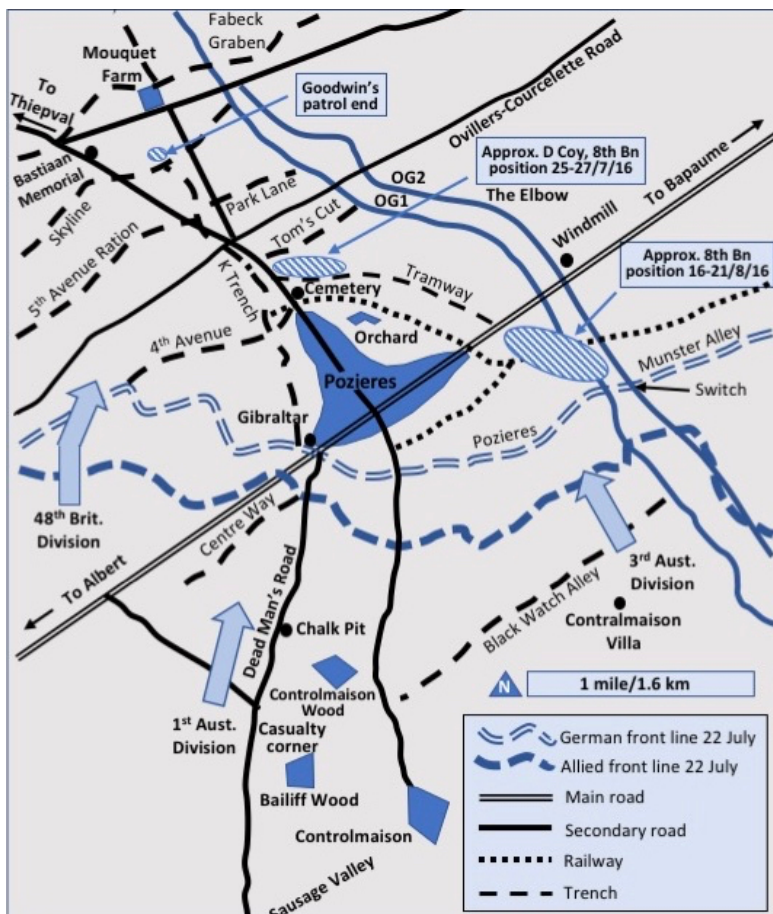 Fabeck
Graben
Mouquet
Farm
To
Thiepval
Goodwin's
patrol end
Ovillers-Courcelette Road
Approx. D Coy, 8th Bn
position 25-27/7/16
Bastiaan
Memorial
OG2
The Elbow
To Bapaume
OG1
Park Lane
Skyline
Tom's Cut
Windmill
Approx. 8th Bn
position 16-21/8/16
5th Avenue Ration
K Trench
Cemetery
Tramway
4th Avenue
Orchard
Munster Alley
Pozieres
Switch
Gibraltar
Pozieres
48th Brit.
Division
Centre Way
To Albert
3rd Aust.
Division
Black Watch Alley
Contralmaison
Villa
Dead Man's Road
Chalk Pit
Controlmaison
Wood
N
1 mile/1.6 km
1st Aust.
Division
Casualty
corner
Bailiff Wood
Controlmaison
Sausage Valley
German front line 22 July
Allied front line 22 July
Main road
Secondary road
Railway
Trench